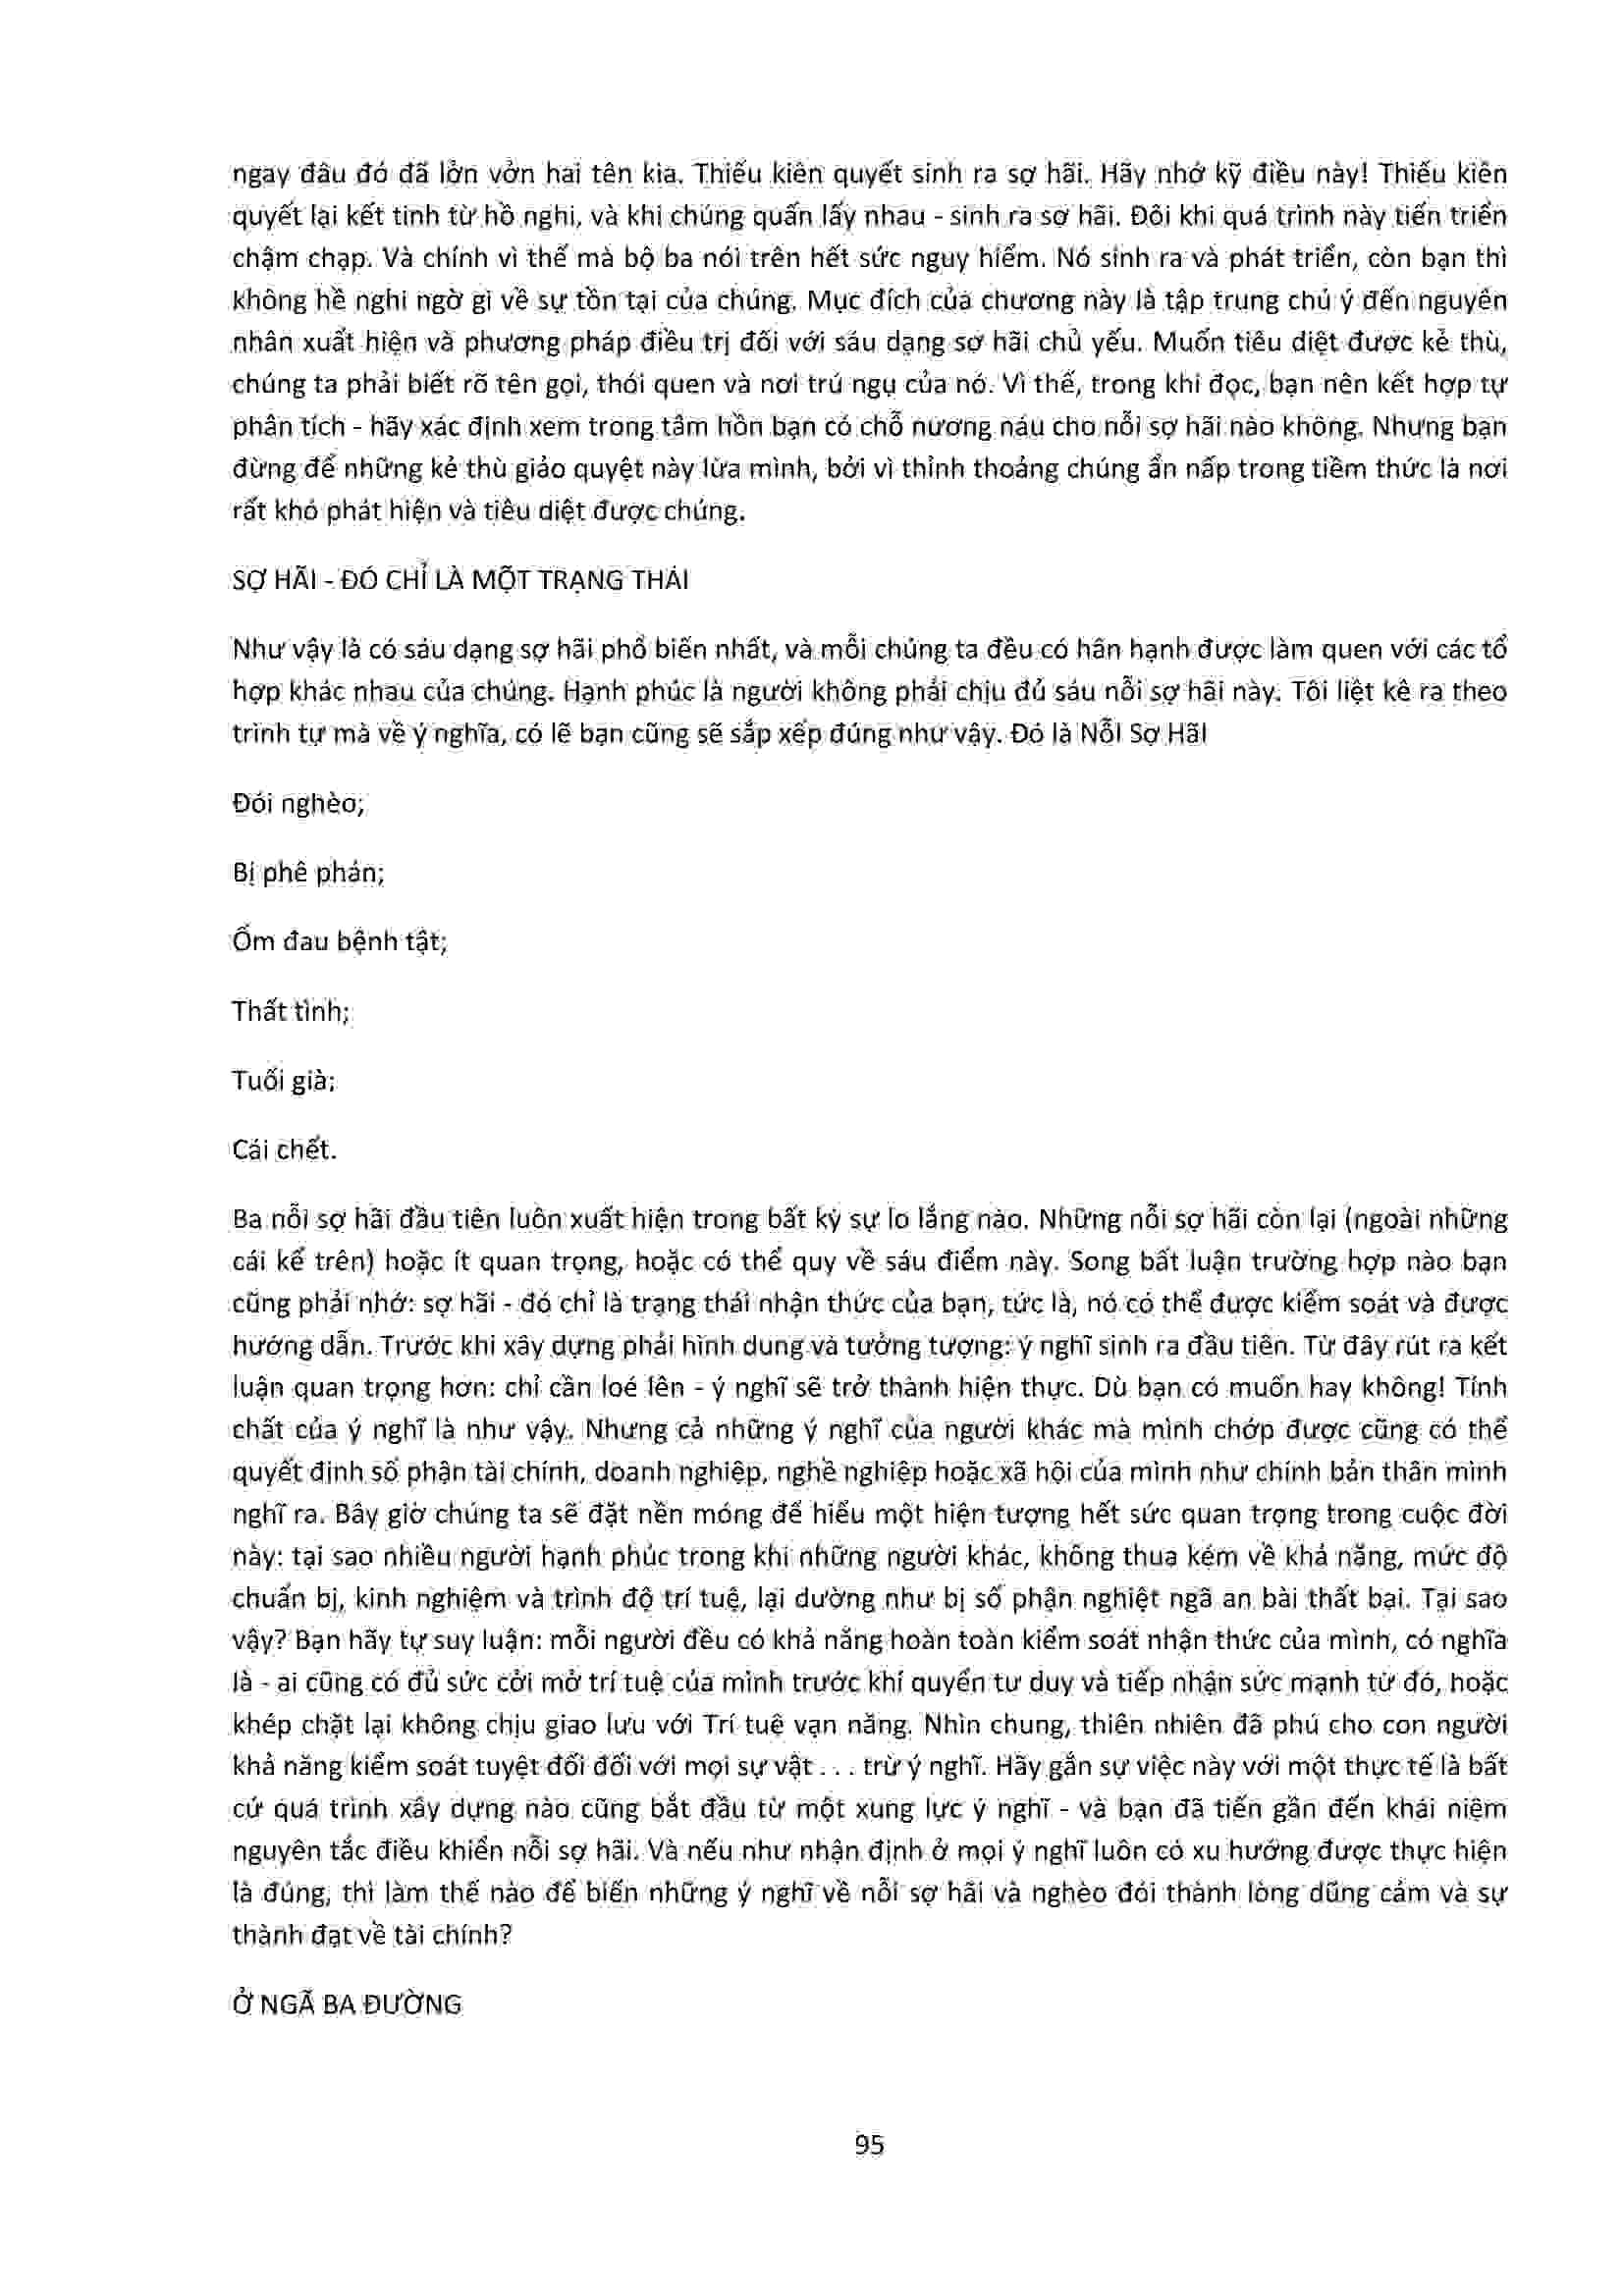 ngay đâu đó đã lởn vởn hai tên kia. Thiếu kiên quyết sinh ra sợ hãi. Hãy nhớ kỹ điều này! Thiếu kiên
quyết lại kết tinh từ hồ nghi, và khi chúng quấn lấy nhau - sinh ra sợ hãi. Đôi khi quá trình này tiến triển
chậm chạp. Và chính vì thế mà bộ ba nói trên hết sức nguy hiểm. Nó sinh ra và phát triển, còn bạn thì
không hề nghi ngờ gì về sự tồn tại của chúng. Mục đích của chương này là tập trung chú ý đến nguyên
nhân xuất hiện và phương pháp điều trị đối với sáu dạng sợ hãi chủ yếu. Muốn tiêu diệt được kẻ thù,
chúng ta phải biết rõ tên gọi, thói quen và nơi trú ngụ của nó. Vì thế, trong khi đọc, bạn nên kết hợp tự
phân tích - hãy xác định xem trong tâm hồn bạn có chỗ nương náu cho nỗi sợ hãi nào không. Nhưng bạn
đừng để những kẻ thù giảo quyệt này lừa mình, bởi vì thỉnh thoảng chúng ẩn nấp trong tiềm thức là nơi
rất khó phát hiện và tiêu diệt được chúng.
SỢ HÃI - ĐÓ CHỈ LÀ MỘT TRẠNG THÁI
Như vậy là có sáu dạng sợ hãi phổ biến nhất, và mỗi chúng ta đều có hân hạnh được làm quen với các tổ
hợp khác nhau của chúng. Hạnh phúc là người không phải chịu đủ sáu nỗi sợ hãi này. Tôi liệt kê ra theo
trình tự mà về ý nghĩa, có lẽ bạn cũng sẽ sắp xếp đúng như vậy. Đó là NỖI Sợ HãI
Đói nghèo;
Bị phê phán;
Ốm đau bệnh tật;
Thất tình;
Tuổi già;
Cái chết.
Ba nỗi sợ hãi đầu tiên luôn xuất hiện trong bất kỳ sự lo lắng nào. Những nỗi sợ hãi còn lại (ngoài những
cái kể trên) hoặc ít quan trọng, hoặc có thể quy về sáu điểm này. Song bất luận trường hợp nào bạn
cũng phải nhớ: sợ hãi - đó chỉ là trạng thái nhận thức của bạn, tức là, nó có thể được kiểm soát và được
hướng dẫn. Trước khi xây dựng phải hình dung và tưởng tượng: ý nghĩ sinh ra đầu tiên. Từ đây rút ra kết
luận quan trọng hơn: chỉ cần loé lên - ý nghĩ sẽ trở thành hiện thực. Dù bạn có muốn hay không! Tính
chất của ý nghĩ là như vậy. Nhưng cả những ý nghĩ của người khác mà mình chớp được cũng có thể
quyết định số phận tài chính, doanh nghiệp, nghề nghiệp hoặc xã hội của mình như chính bản thân mình
nghĩ ra. Bây giờ chúng ta sẽ đặt nền móng để hiểu một hiện tượng hết sức quan trọng trong cuộc đời
này: tại sao nhiều người hạnh phúc trong khi những người khác, không thua kém về khả năng, mức độ
chuẩn bị, kinh nghiệm và trình độ trí tuệ, lại dường như bị số phận nghiệt ngã an bài thất bại. Tại sao
vậy? Bạn hãy tự suy luận: mỗi người đều có khả năng hoàn toàn kiểm soát nhận thức của mình, có nghĩa
là - ai cũng có đủ sức cởi mở trí tuệ của mình trước khí quyển tư duy và tiếp nhận sức mạnh từ đó, hoặc
khép chặt lại không chịu giao lưu với Trí tuệ vạn năng. Nhìn chung, thiên nhiên đã phú cho con người
khả năng kiểm soát tuyệt đối đối với mọi sự vật . . . trừ ý nghĩ. Hãy gắn sự việc này với một thực tế là bất
cứ quá trình xây dựng nào cũng bắt đầu từ một xung lực ý nghĩ - và bạn đã tiến gần đến khái niệm
nguyên tắc điều khiển nỗi sợ hãi. Và nếu như nhận định ở mọi ý nghĩ luôn có xu hướng được thực hiện
là đúng, thì làm thế nào để biến những ý nghĩ về nỗi sợ hãi và nghèo đói thành lòng dũng cảm và sự
thành đạt về tài chính?
Ở NGÃ BA ĐƯỜNG
95